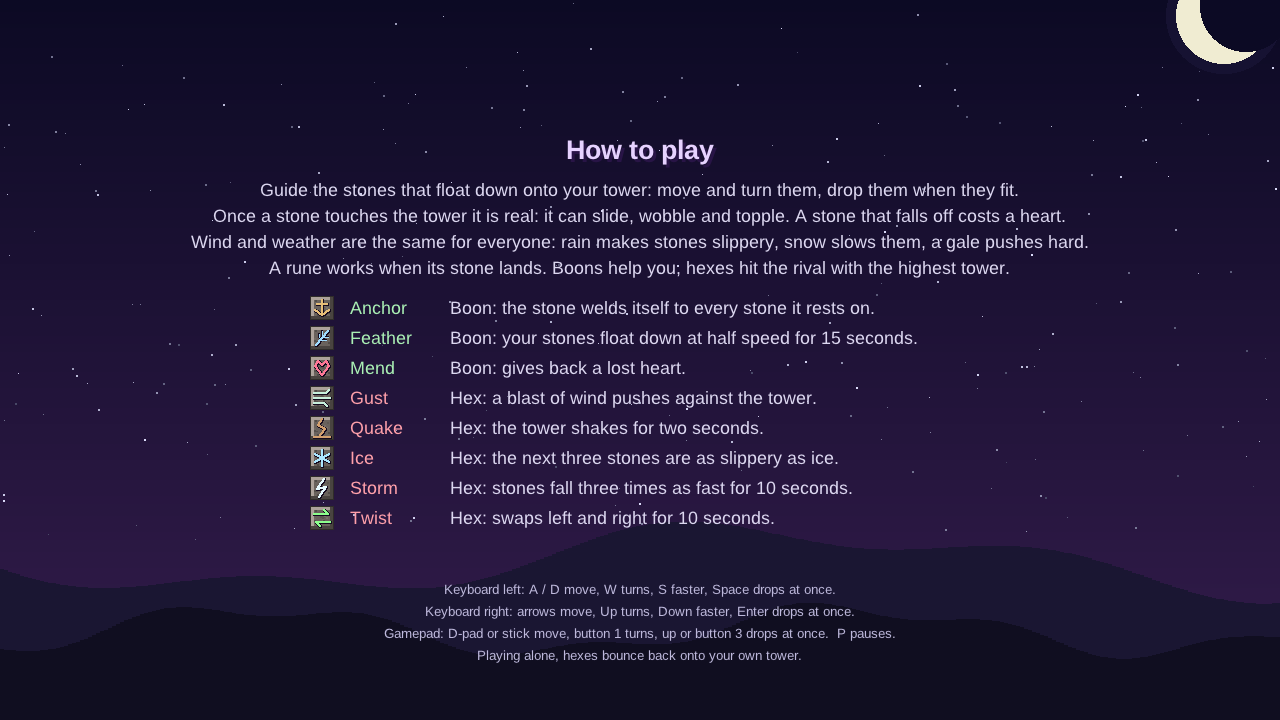 How to play
Guide the stones that float down onto your tower: move and turn them, drop them when they fit.
Once a stone touches the tower it is real: it can slide, wobble and topple. A stone that falls off costs a heart.
Wind and weather are the same for everyone: rain makes stones slippery, snow slows them, a gale pushes hard.
A rune works when its stone lands. Boons help you; hexes hit the rival with the highest tower.
Anchor Boon: the stone welds itself to every stone it rests on.
Feather Boon: your stones float down at half speed for 15 seconds.
Mend Boon: gives back a lost heart.
Gust Hex: a blast of wind pushes against the tower.
Quake Hex: the tower shakes for two seconds.
Ice Hex: the next three stones are as slippery as ice.
Storm Hex: stones fall three times as fast for 10 seconds.
Twist Hex: swaps left and right for 10 seconds.
Keyboard left: A / D move, W turns, S faster, Space drops at once.
Keyboard right: arrows move, Up turns, Down faster, Enter drops at once.
Gamepad: D-pad or stick move, button 1 turns, up or button 3 drops at once.  P pauses.
Playing alone, hexes bounce back onto your own tower.